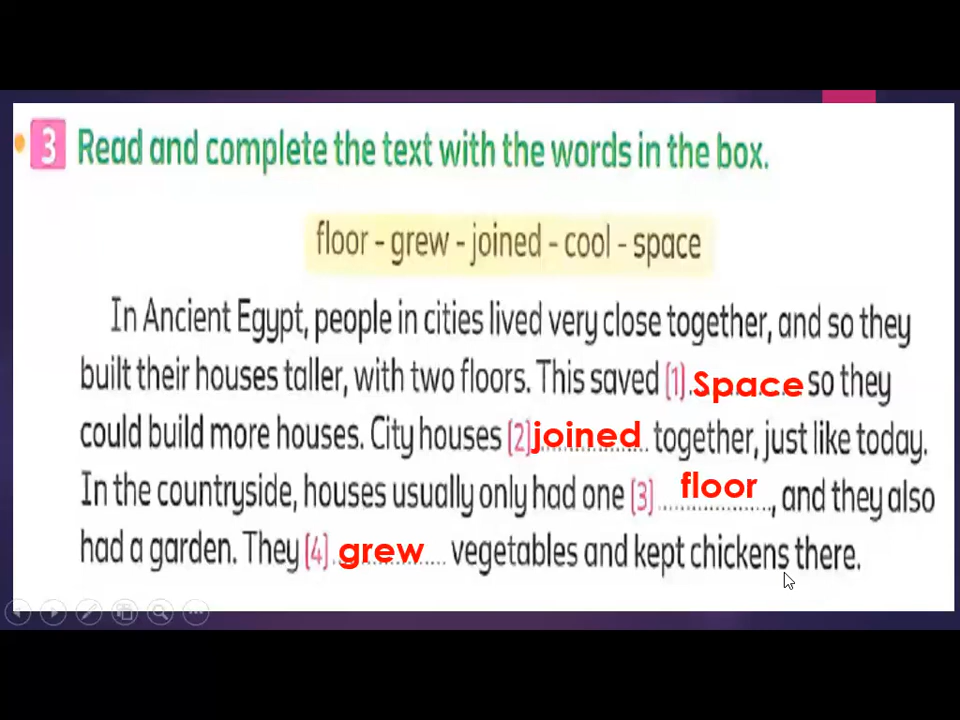 3 Read and complete the text with the words in the box.
floor - grew - joined - cool - space
In Ancient Egypt, people in cities lived very close together, and so they
built their houses taller, with two floors. This saved (1) Space so they
could build more houses. City houses (2) joined together, just like today.
In the countryside, houses usually only had one (3) floor, and they also
had a garden. They (4) grew vegetables and kept chickens there.